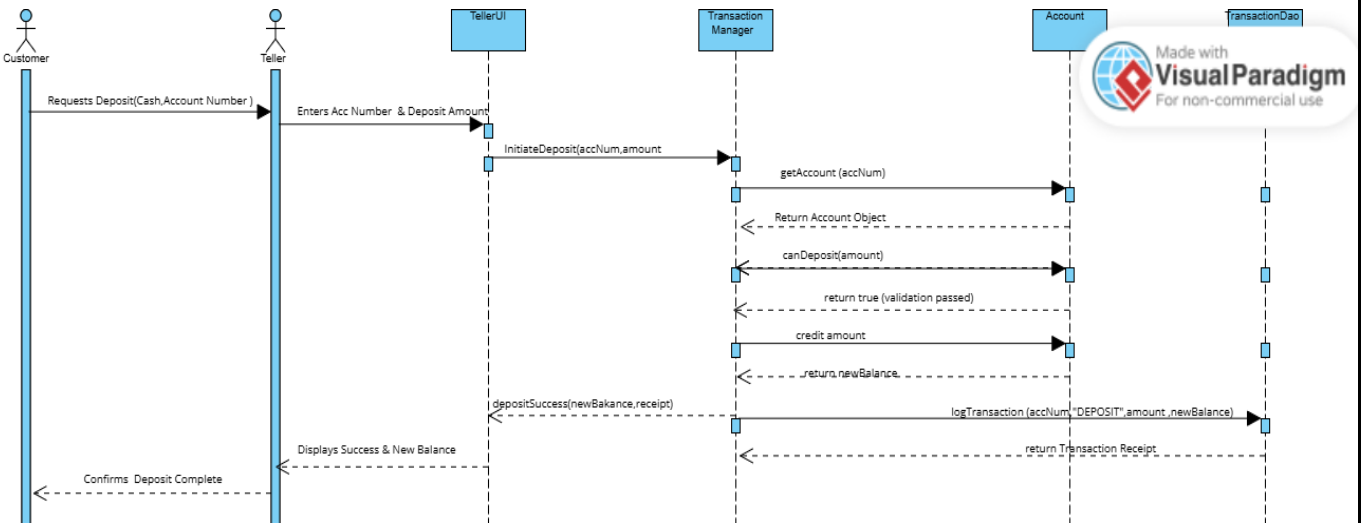 TellerUI
Transaction
Manager
Account
TransactionDao
Customer
Teller
Made with
Visual Paradigm
For non-commercial use
Requests Deposit(Cash,Account Number )
Enters Acc Number & Deposit Amount
InitiateDeposit(accNum,amount
getAccount (accNum)
Return Account Object
canDeposit(amount)
return true (validation passed)
credit amount
return newBalance
depositSuccess(newBakance,receipt)
logTransaction (accNum,"DEPOSIT",amount ,newBalance)
return Transaction Receipt
Displays Success & New Balance
Confirms Deposit Complete